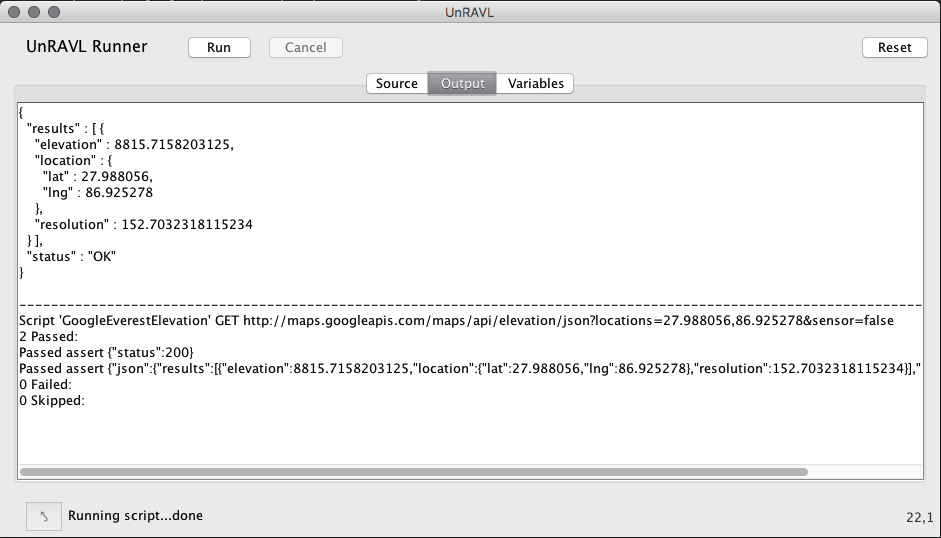 UnRAVL
UnRAVL Runner Run Cancel Reset
Source Output Variables
{
"results" : [ {
"elevation" : 8815.7158203125,
"location" : {
"lat" : 27.988056,
"lng" : 86.925278
},
"resolution" : 152.7032318115234
} ],
"status" : "OK"
}
--------------------------------------------------------------------------------------------------------------------
Script 'GoogleEverestElevation' GET http://maps.googleapis.com/maps/api/elevation/json?locations=27.988056,86.925278&sensor=false
2 Passed:
Passed assert {"status":200}
Passed assert {"json":{"results":[{"elevation":8815.7158203125,"location":{"lat":27.988056,"lng":86.925278},"resolution":152.7032318115234}],"
0 Failed:
0 Skipped:
Running script...done 22,1